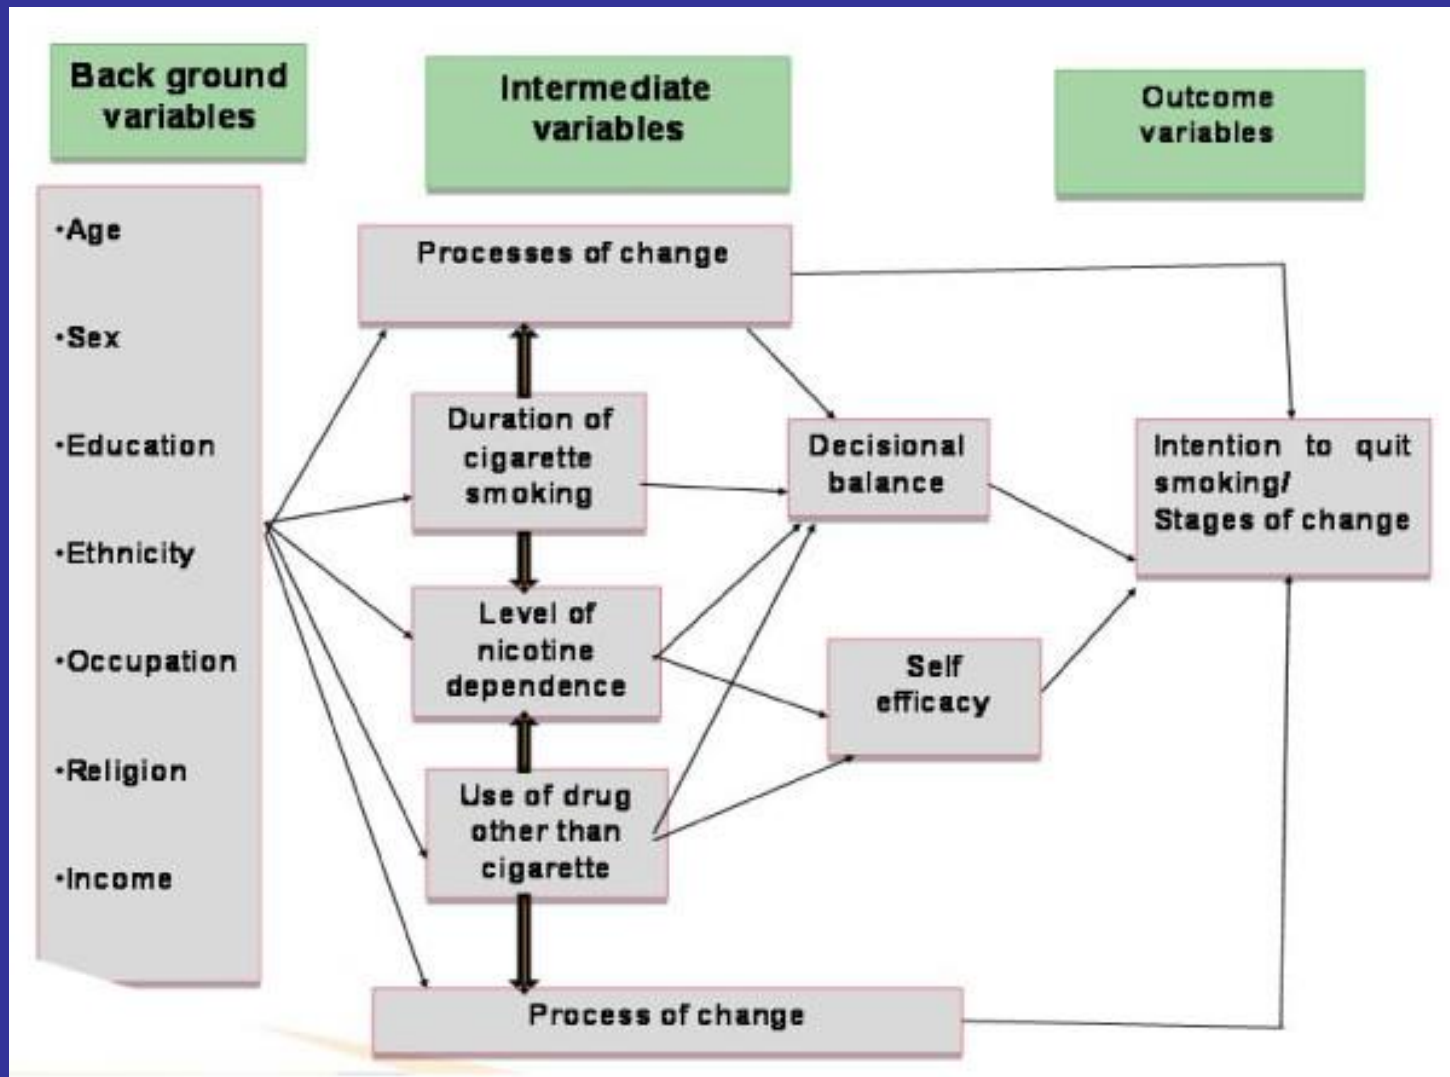 Back ground
variables
Intermediate
variables
Outcome
variables
•Age
•Sex
•Education
•Ethnicity
•Occupation
•Religion
•Income
Processes of change
Duration of
cigarette
smoking
Level of
nicotine
dependence
Use of drug
other than
cigarette
Process of change
Decisional
balance
Self
efficacy
Intention to quit
smoking/
Stages of change